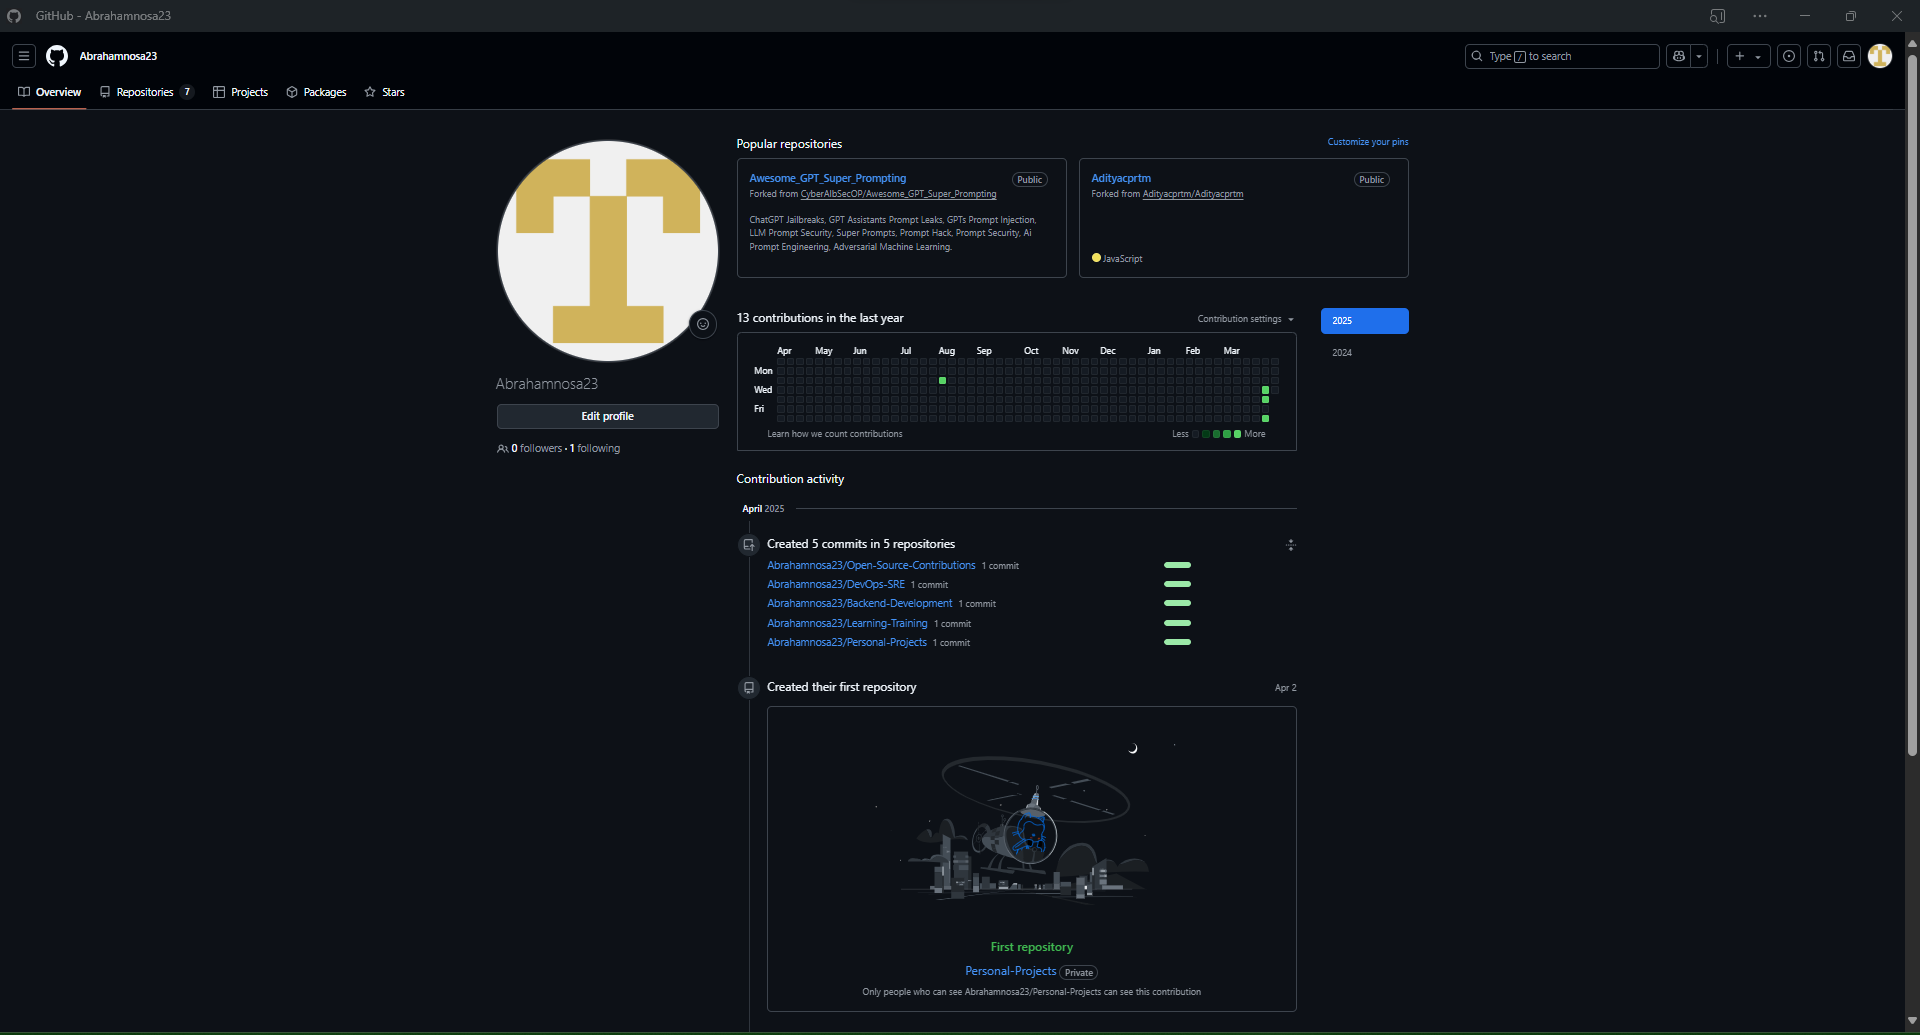 GitHub - Abrahamnosa23
Abrahamnosa23
Type / to search
Overview
Repositories 7
Projects
Packages
Stars
Abrahamnosa23
Edit profile
0 followers · 1 following
Popular repositories
Customize your pins
Awesome_GPT_Super_Prompting
Public
Forked from CyberAlbSecOP/Awesome_GPT_Super_Prompting
ChatGPT Jailbreaks, GPT Assistants Prompt Leaks, GPTs Prompt Injection,
LLM Prompt Security, Super Prompts, Prompt Hack, Prompt Security, Ai
Prompt Engineering, Adversarial Machine Learning.
Adityacprtm
Public
Forked from Adityacprtm/Adityacprtm
JavaScript
13 contributions in the last year
Contribution settings
2025
2024
Apr May Jun Jul Aug Sep Oct Nov Dec Jan Feb Mar
Mon
Wed
Fri
Learn how we count contributions
Less
More
Contribution activity
April 2025
Created 5 commits in 5 repositories
Abrahamnosa23/Open-Source-Contributions 1 commit
Abrahamnosa23/DevOps-SRE 1 commit
Abrahamnosa23/Backend-Development 1 commit
Abrahamnosa23/Learning-Training 1 commit
Abrahamnosa23/Personal-Projects 1 commit
Created their first repository
Apr 2
First repository
Personal-Projects Private
Only people who can see Abrahamnosa23/Personal-Projects can see this contribution